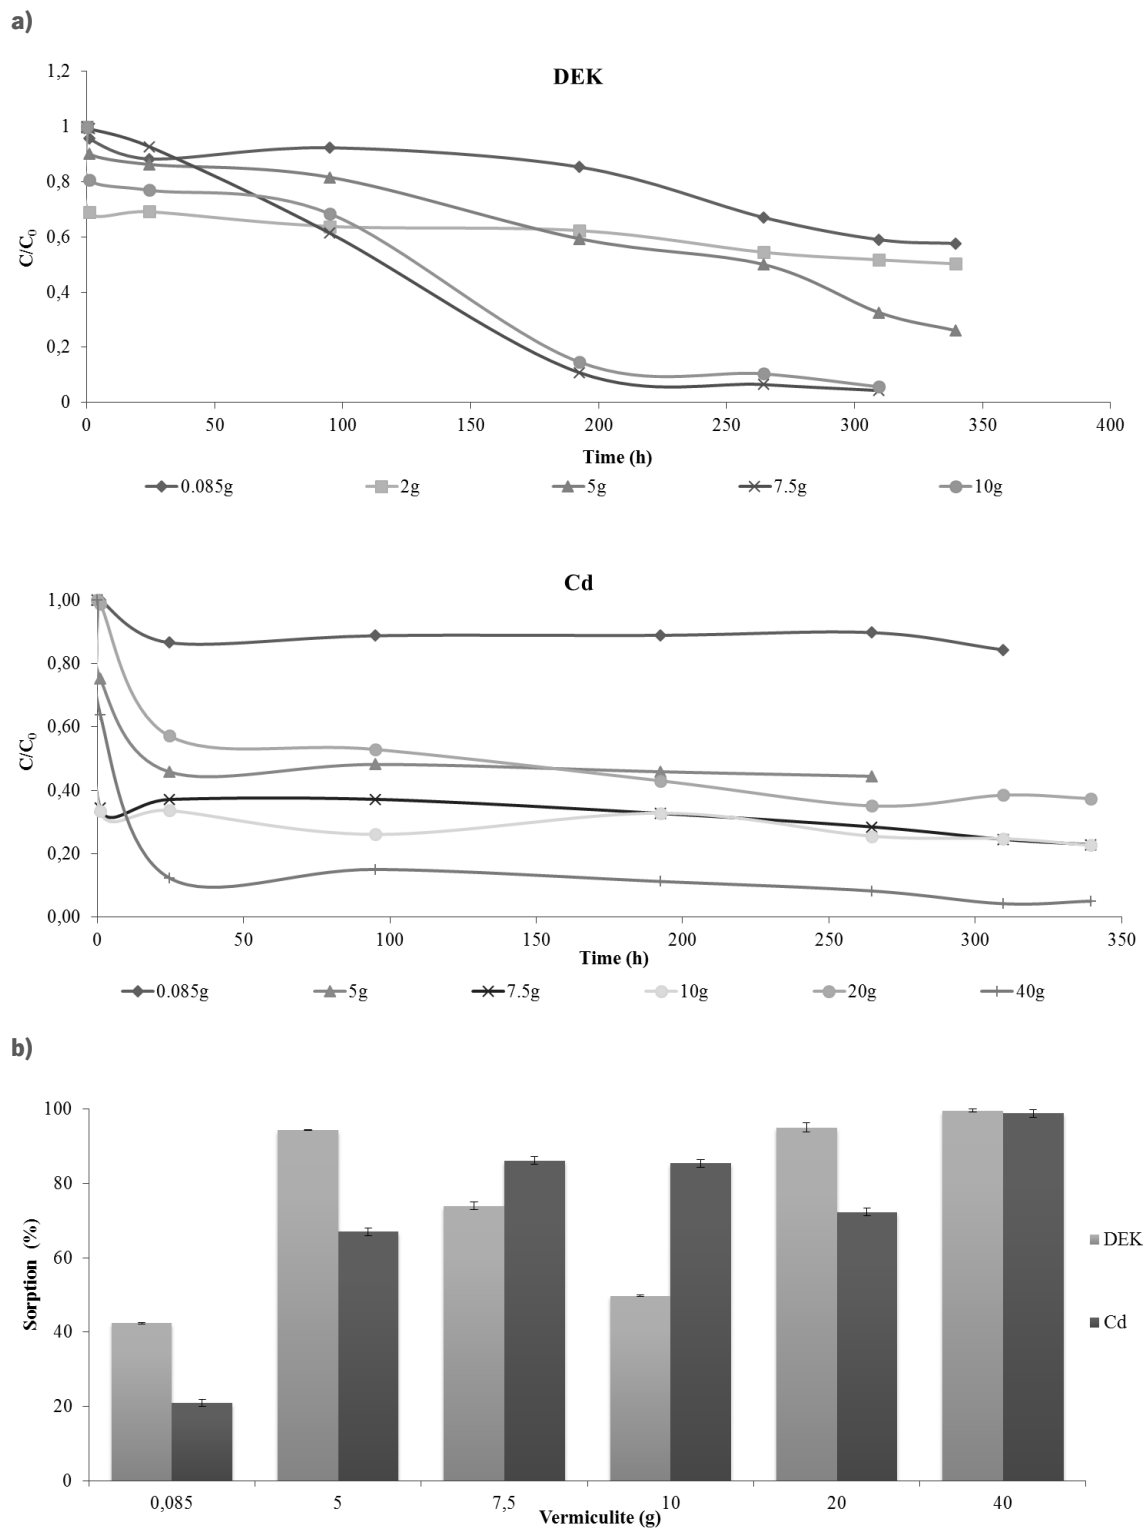 a)
DEK
1,2
1
0,8
0,6
0,4
0,2
0
C/C₀
0 50 100 150 200 250 300 350 400
Time (h)
0.085g 2g 5g 7.5g 10g
Cd
1,00
0,80
0,60
0,40
0,20
0,00
C/C₀
0 50 100 150 200 250 300 350
Time (h)
0.085g 5g 7.5g 10g 20g 40g
b)
100
80
60
40
20
0
Sorption (%)
DEK
Cd
0,085 5 7,5 10 20 40
Vermiculite (g)